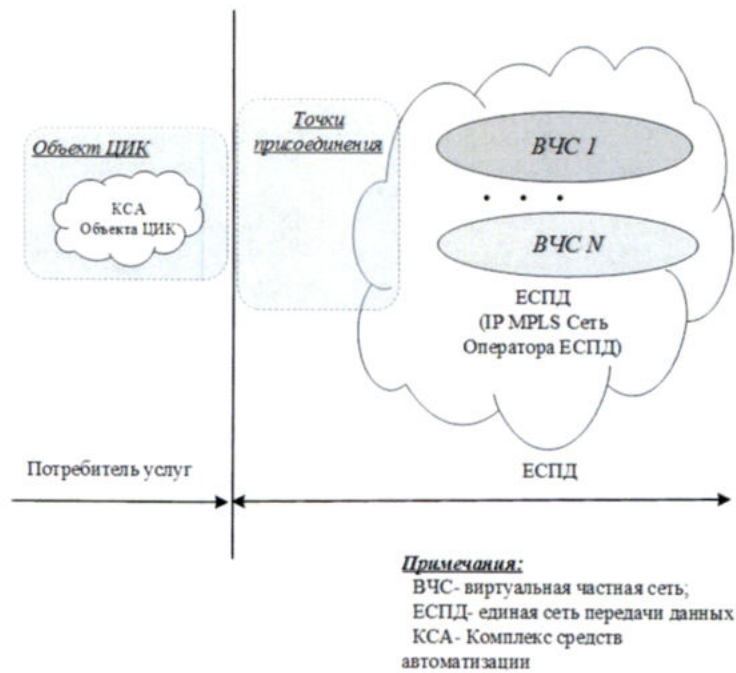 Объект ЦИК
КСА
Объекта ЦИК
Точки
присоединения
ВЧС 1
. . .
ВЧС N
ЕСПД
(IP MPLS Сеть
Оператора ЕСПД)
Потребитель услуг
ЕСПД
Примечания:
ВЧС- виртуальная частная сеть;
ЕСПД- единая сеть передачи данных
КСА- Комплекс средств
автоматизации